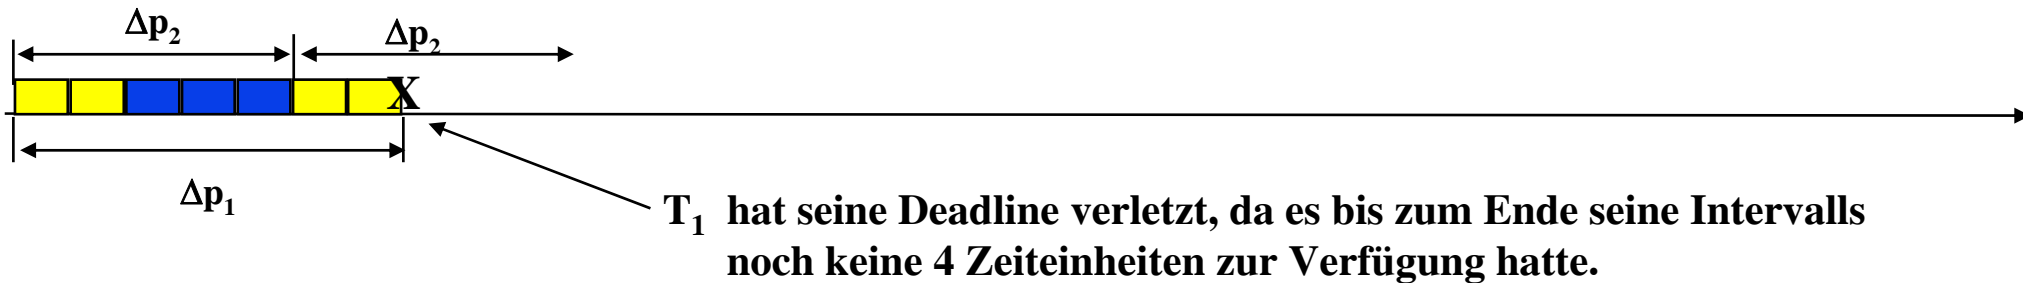 Δp₂ Δp₂
X
Δp₁
T₁ hat seine Deadline verletzt, da es bis zum Ende seine Intervalls
noch keine 4 Zeiteinheiten zur Verfügung hatte.